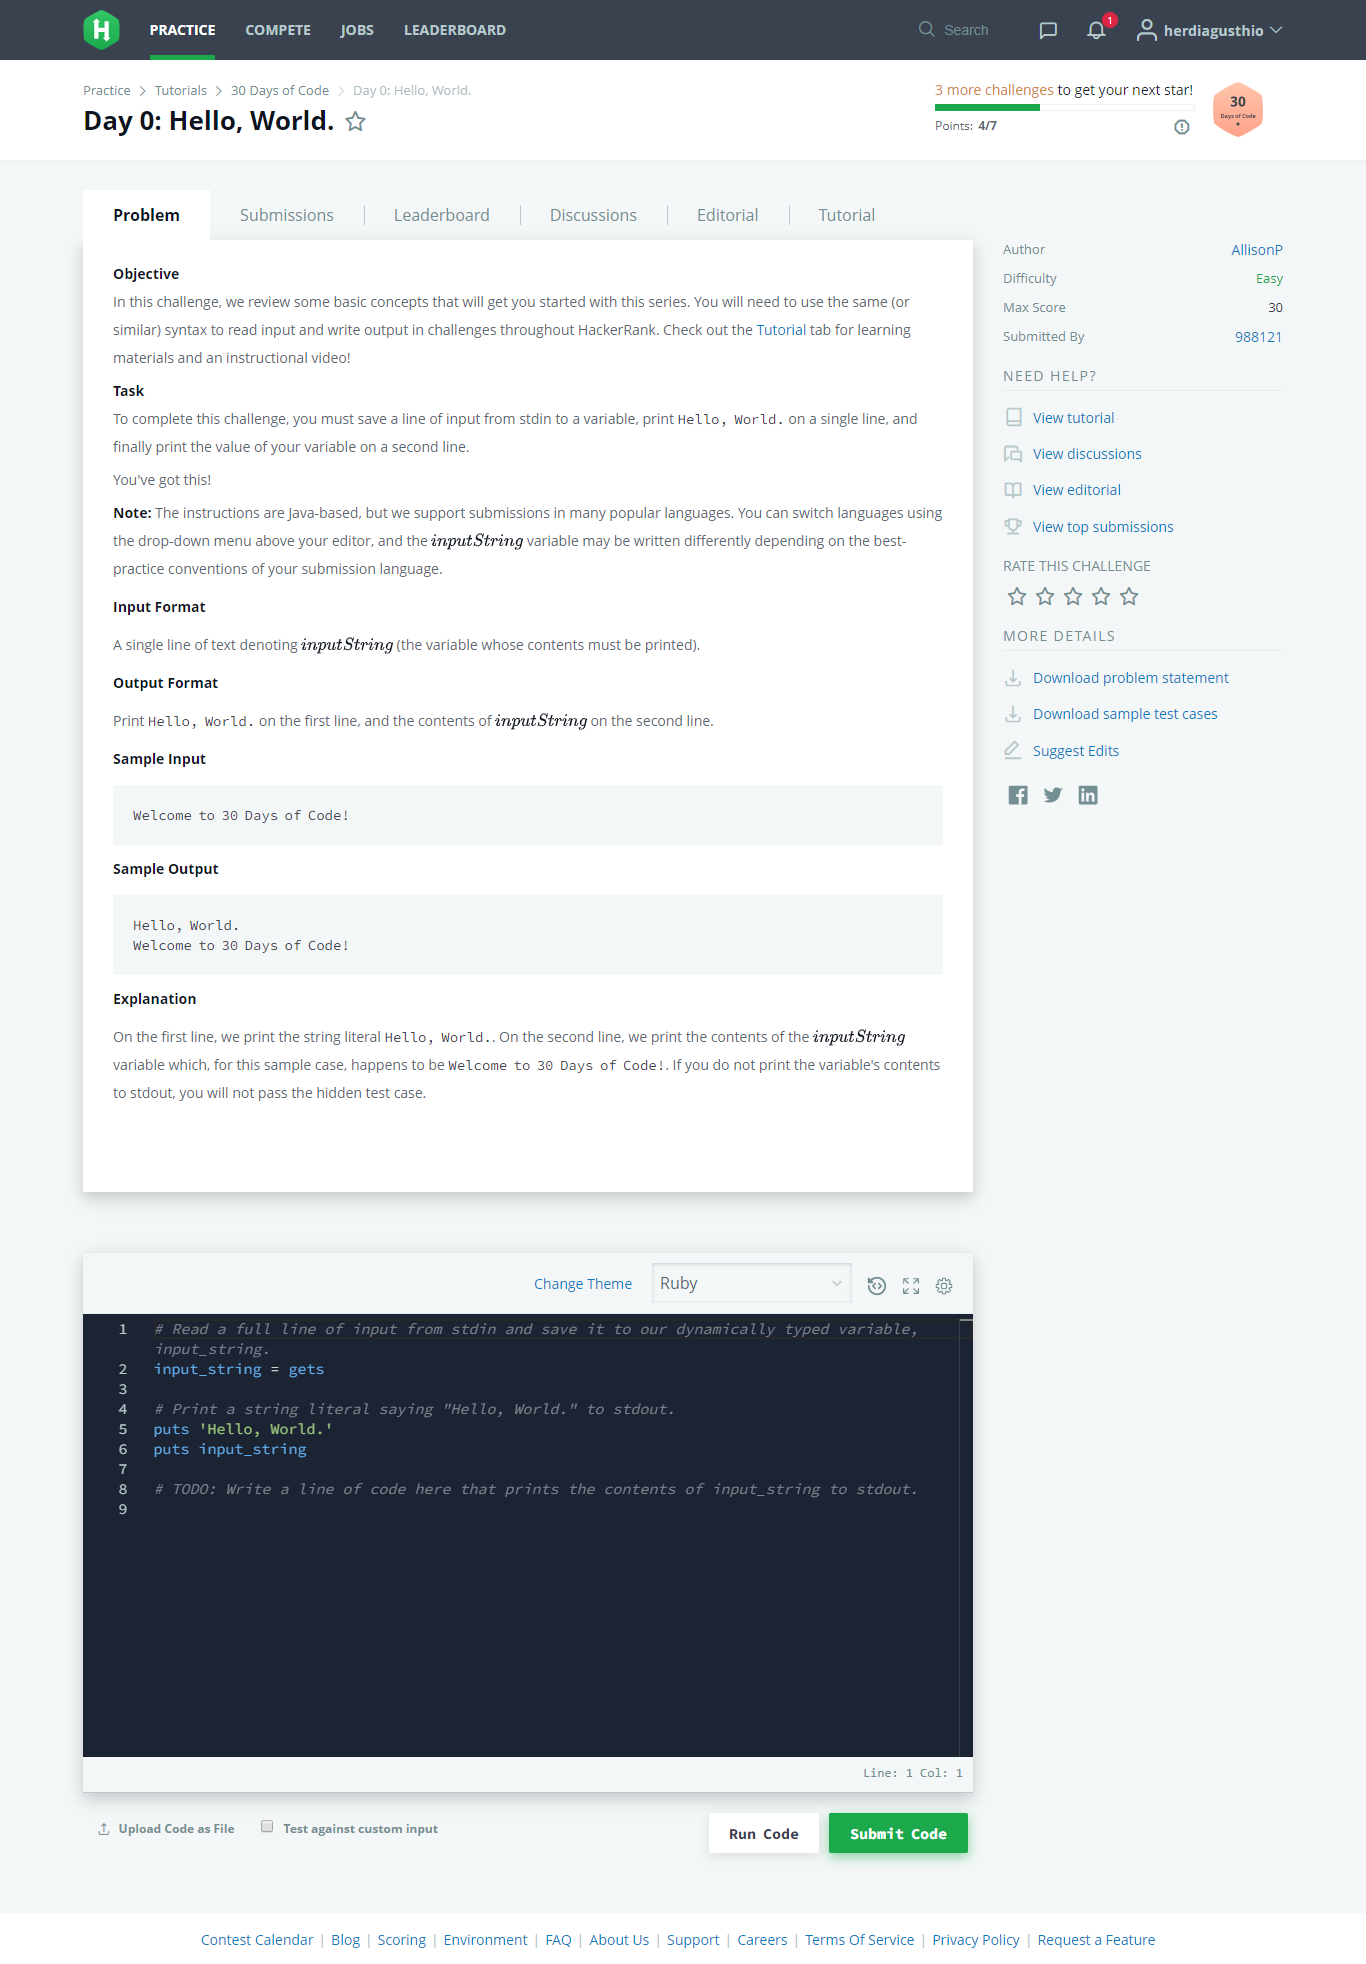 H PRACTICE COMPETE JOBS LEADERBOARD Search 1 herdiagusthio
Practice > Tutorials > 30 Days of Code > Day 0: Hello, World.
Day 0: Hello, World.
3 more challenges to get your next star!
Points: 4/7
30
Days of Code
Problem Submissions Leaderboard Discussions Editorial Tutorial
Objective
In this challenge, we review some basic concepts that will get you started with this series. You will need to use the same (or
similar) syntax to read input and write output in challenges throughout HackerRank. Check out the Tutorial tab for learning
materials and an instructional video!
Task
To complete this challenge, you must save a line of input from stdin to a variable, print Hello, World. on a single line, and
finally print the value of your variable on a second line.
You've got this!
Note: The instructions are Java-based, but we support submissions in many popular languages. You can switch languages using
the drop-down menu above your editor, and the inputString variable may be written differently depending on the best-
practice conventions of your submission language.
Input Format
A single line of text denoting inputString (the variable whose contents must be printed).
Output Format
Print Hello, World. on the first line, and the contents of inputString on the second line.
Sample Input
Welcome to 30 Days of Code!
Sample Output
Hello, World.
Welcome to 30 Days of Code!
Explanation
On the first line, we print the string literal Hello, World.. On the second line, we print the contents of the inputString
variable which, for this sample case, happens to be Welcome to 30 Days of Code!. If you do not print the variable's contents
to stdout, you will not pass the hidden test case.
Author AllisonP
Difficulty Easy
Max Score 30
Submitted By 988121
NEED HELP?
View tutorial
View discussions
View editorial
View top submissions
RATE THIS CHALLENGE
MORE DETAILS
Download problem statement
Download sample test cases
Suggest Edits
Change Theme Ruby
1 # Read a full line of input from stdin and save it to our dynamically typed variable,
input_string.
2 input_string = gets
3
4 # Print a string literal saying "Hello, World." to stdout.
5 puts 'Hello, World.'
6 puts input_string
7
8 # TODO: Write a line of code here that prints the contents of input_string to stdout.
9
Line: 1 Col: 1
Upload Code as File Test against custom input Run Code Submit Code
Contest Calendar | Blog | Scoring | Environment | FAQ | About Us | Support | Careers | Terms Of Service | Privacy Policy | Request a Feature